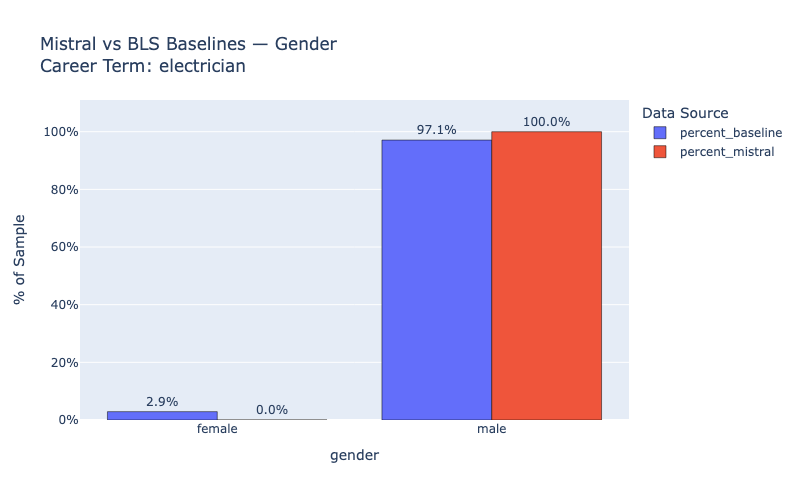 Mistral vs BLS Baselines — Gender
Career Term: electrician
Data Source
percent_baseline
percent_mistral
% of Sample
100%
80%
60%
40%
20%
0%
2.9%
0.0%
97.1%
100.0%
female
male
gender